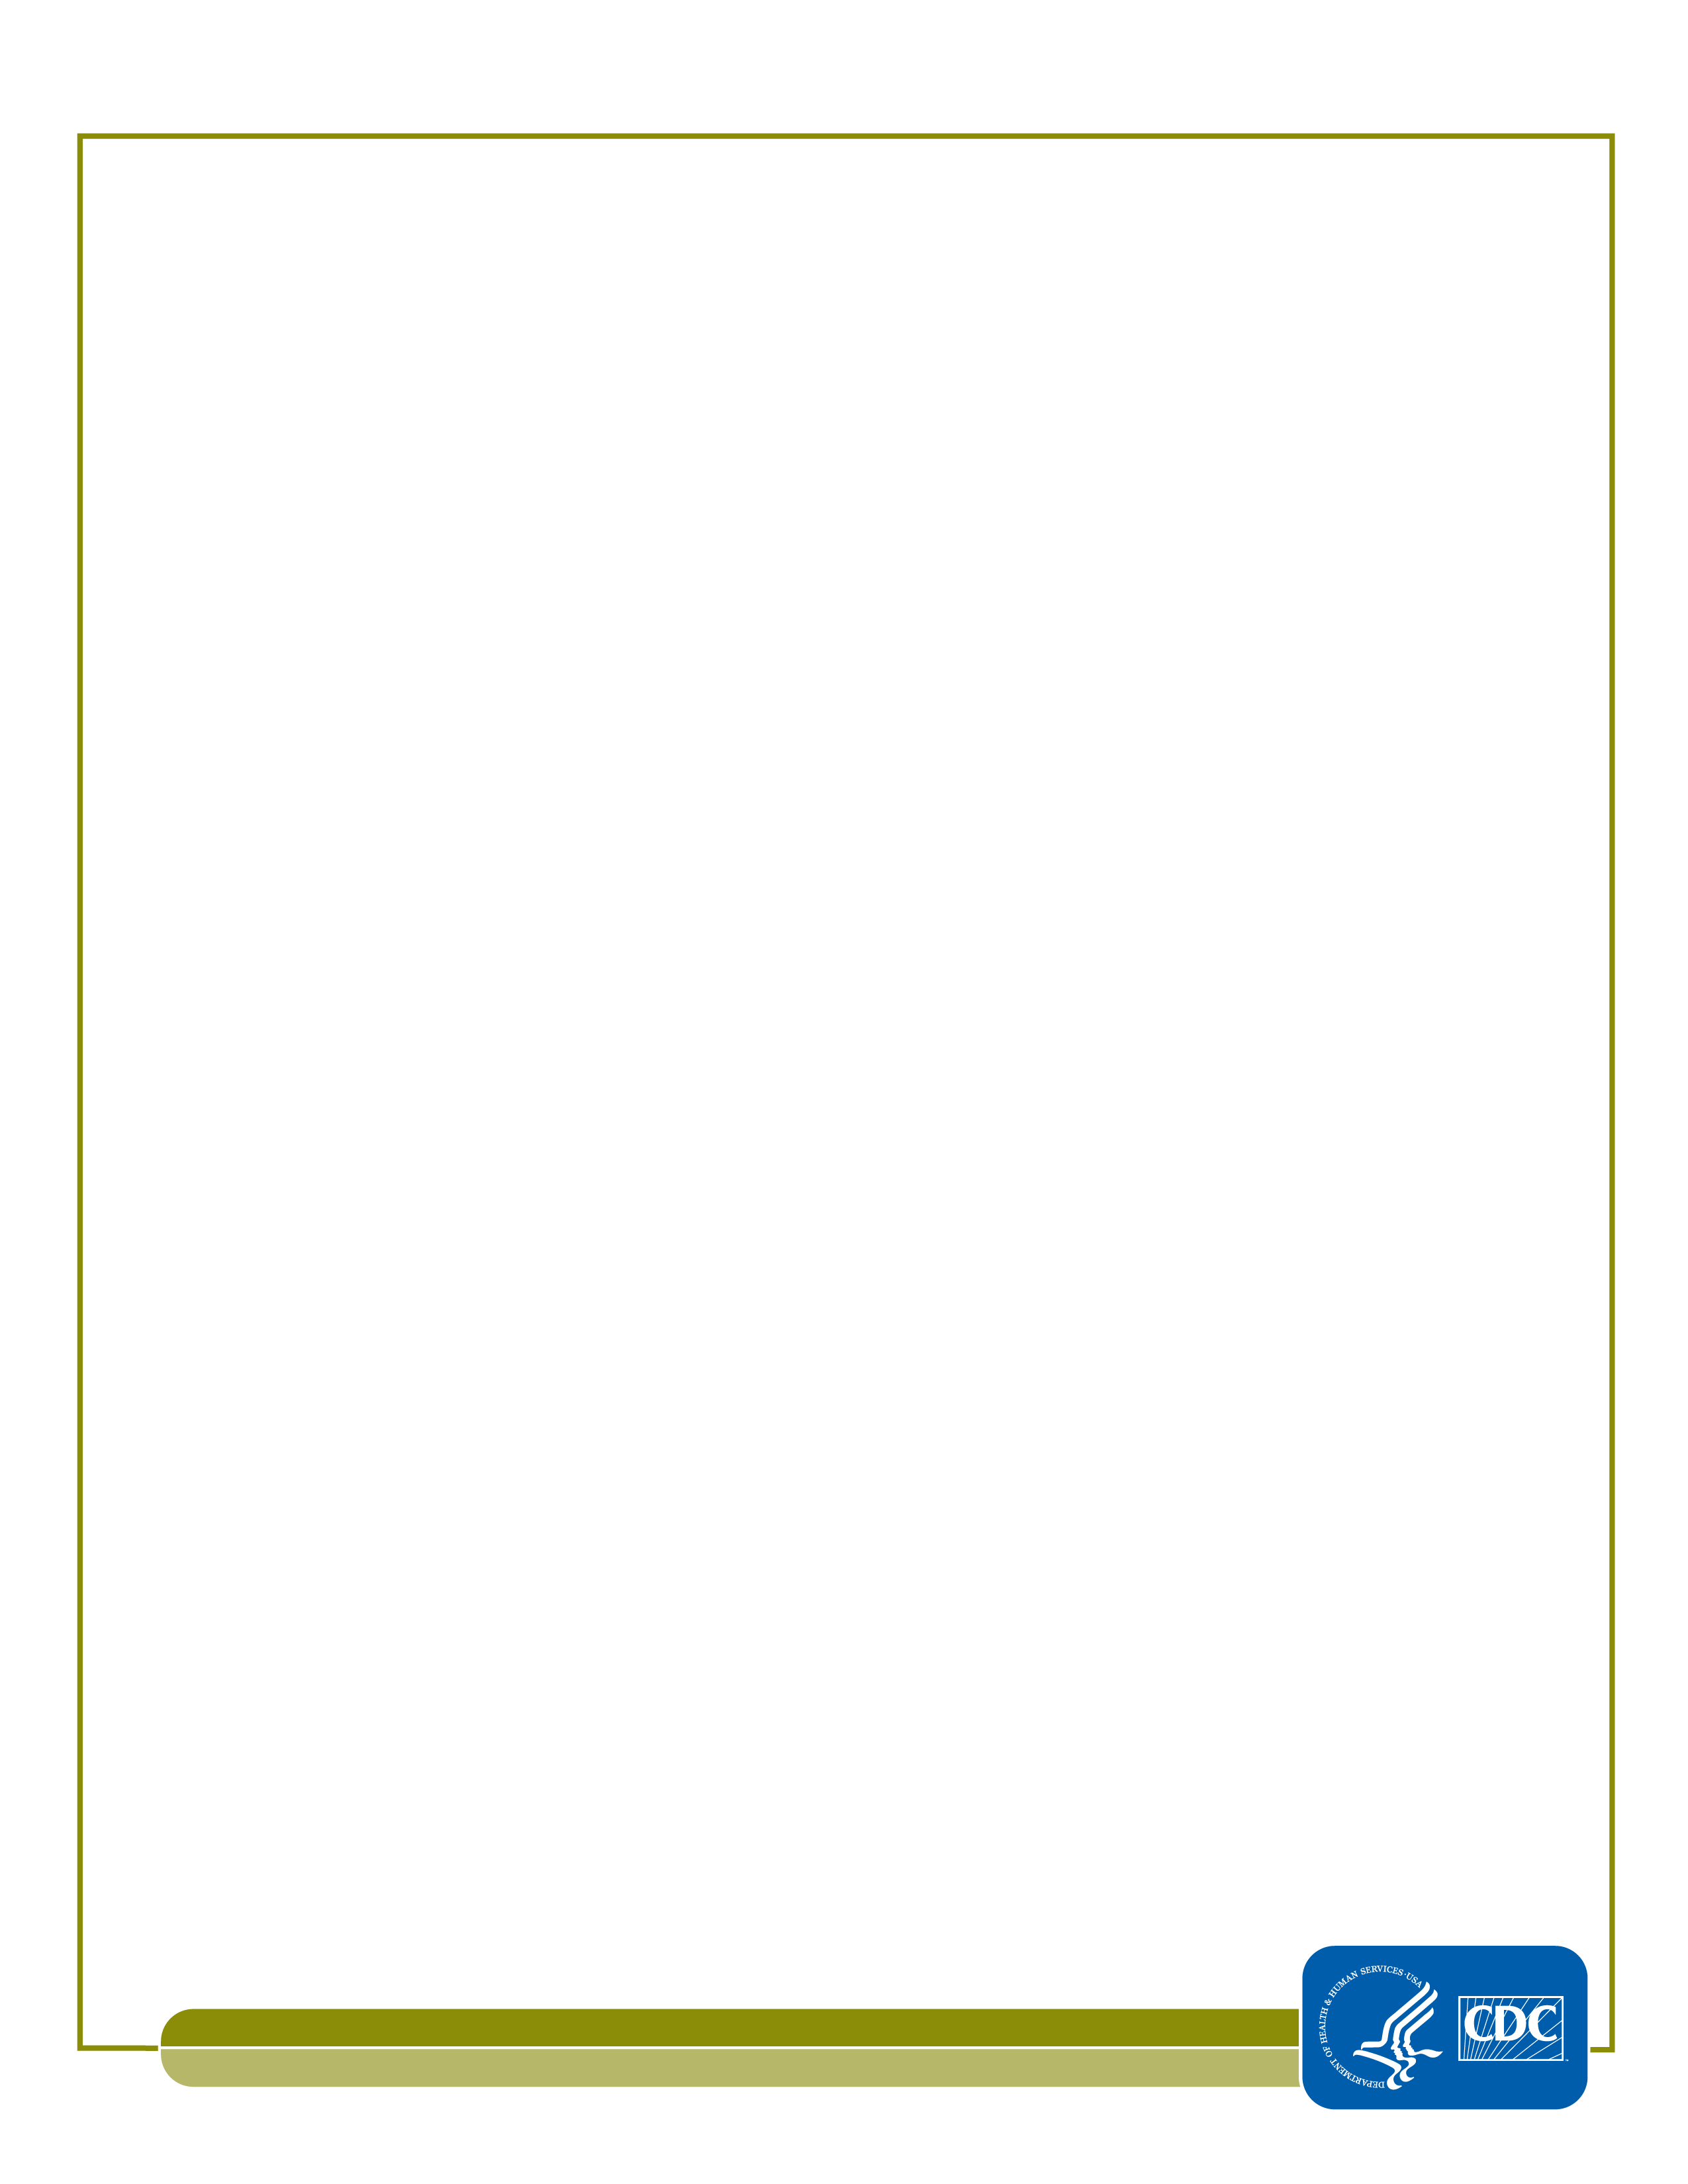 DEPARTMENT OF HEALTH & HUMAN SERVICES · USA
CDC